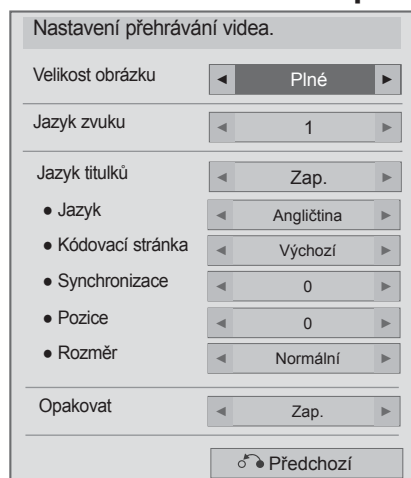 Nastavení přehrávání videa.
Velikost obrázku ◄ Plné ►
Jazyk zvuku ◄ 1 ►
Jazyk titulků ◄ Zap. ►
● Jazyk ◄ Angličtina ►
● Kódovací stránka ◄ Výchozí ►
● Synchronizace ◄ 0 ►
● Pozice ◄ 0 ►
● Rozměr ◄ Normální ►
Opakovat ◄ Zap. ►
Předchozí